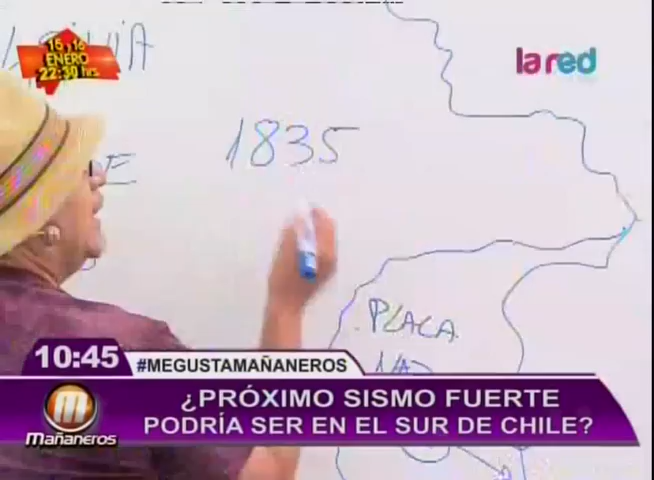 15 y 16
ENERO
22:30 hrs
la red
1835
PLACA
10:45
#MEGUSTAMAÑANEROS
¿PRÓXIMO SISMO FUERTE
PODRÍA SER EN EL SUR DE CHILE?
M
Mañaneros